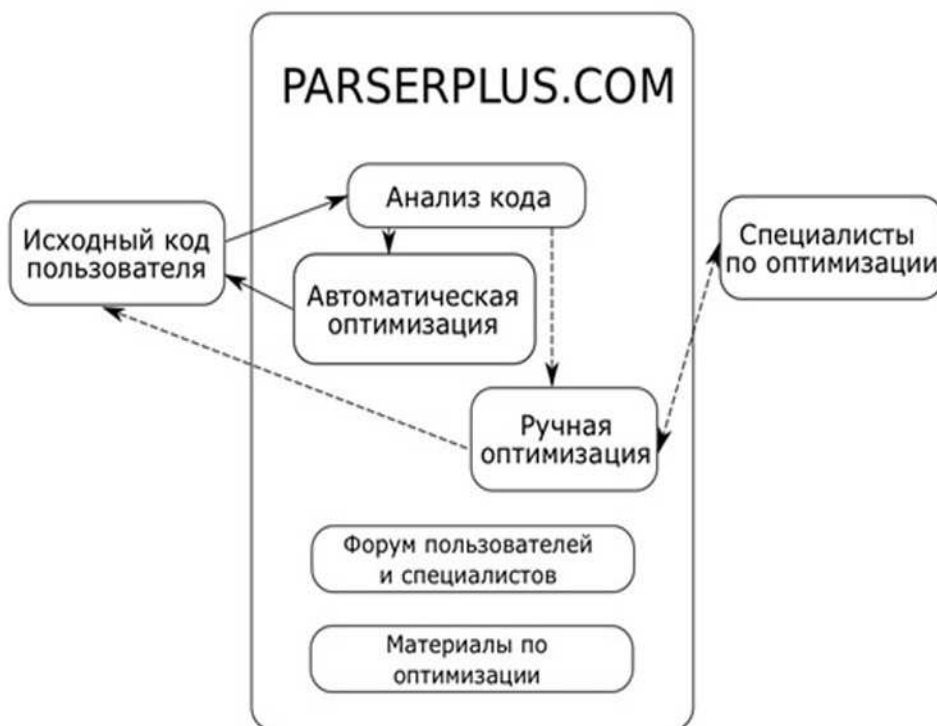 PARSERPLUS.COM
Анализ кода
Исходный код
пользователя
Специалисты
по оптимизации
Автоматическая
оптимизация
Ручная
оптимизация
Форум пользователей
и специалистов
Материалы по
оптимизации